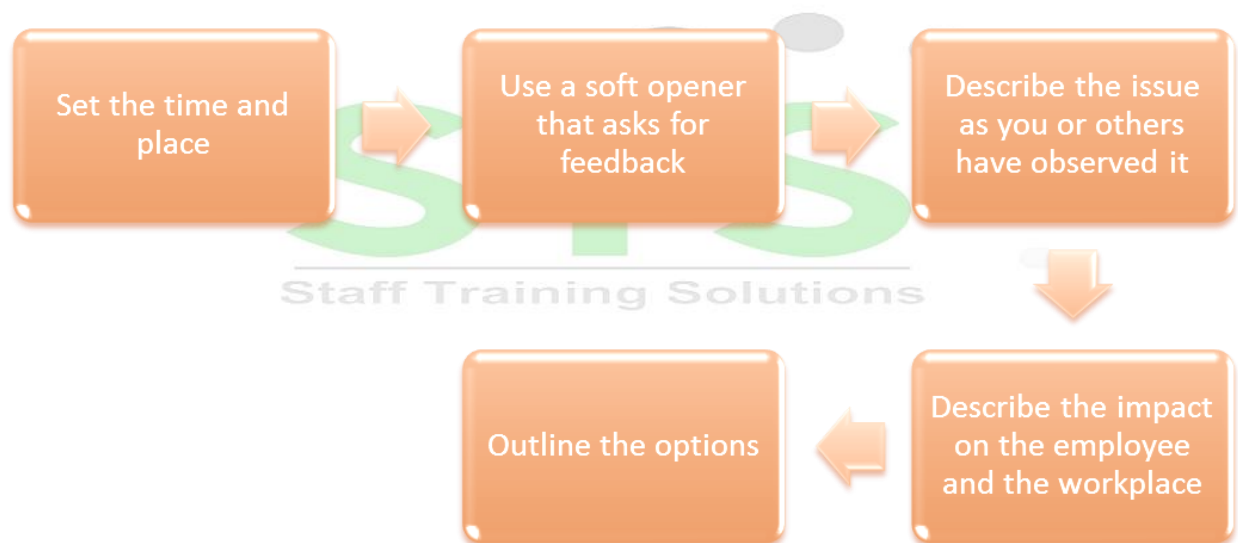 Set the time and
place
Use a soft opener
that asks for
feedback
Describe the issue
as you or others
have observed it
STS
Staff Training Solutions
Describe the impact
on the employee
and the workplace
Outline the options